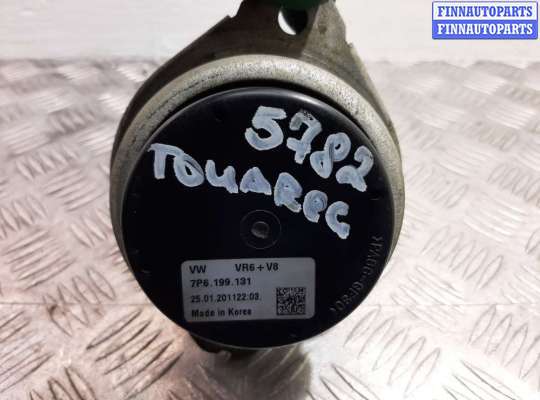 FINNAUTOPARTS
FINNAUTOPARTS
5782
TOUAREG
VW VR6+V8
7P6.199.131
25.01.201122:03.
Made in Korea